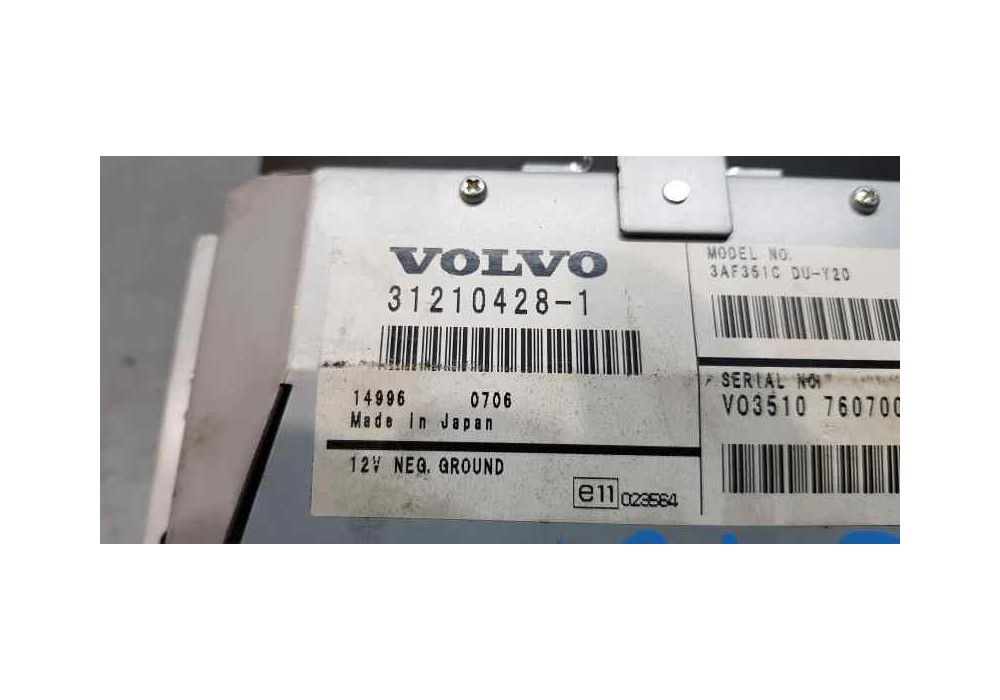 VOLVO
31210428-1
14996 0706
Made in Japan
12V NEG. GROUND
e11 023564
MODEL NO.
3AF351C DU-Y20
SERIAL NO.
VO3510 760700